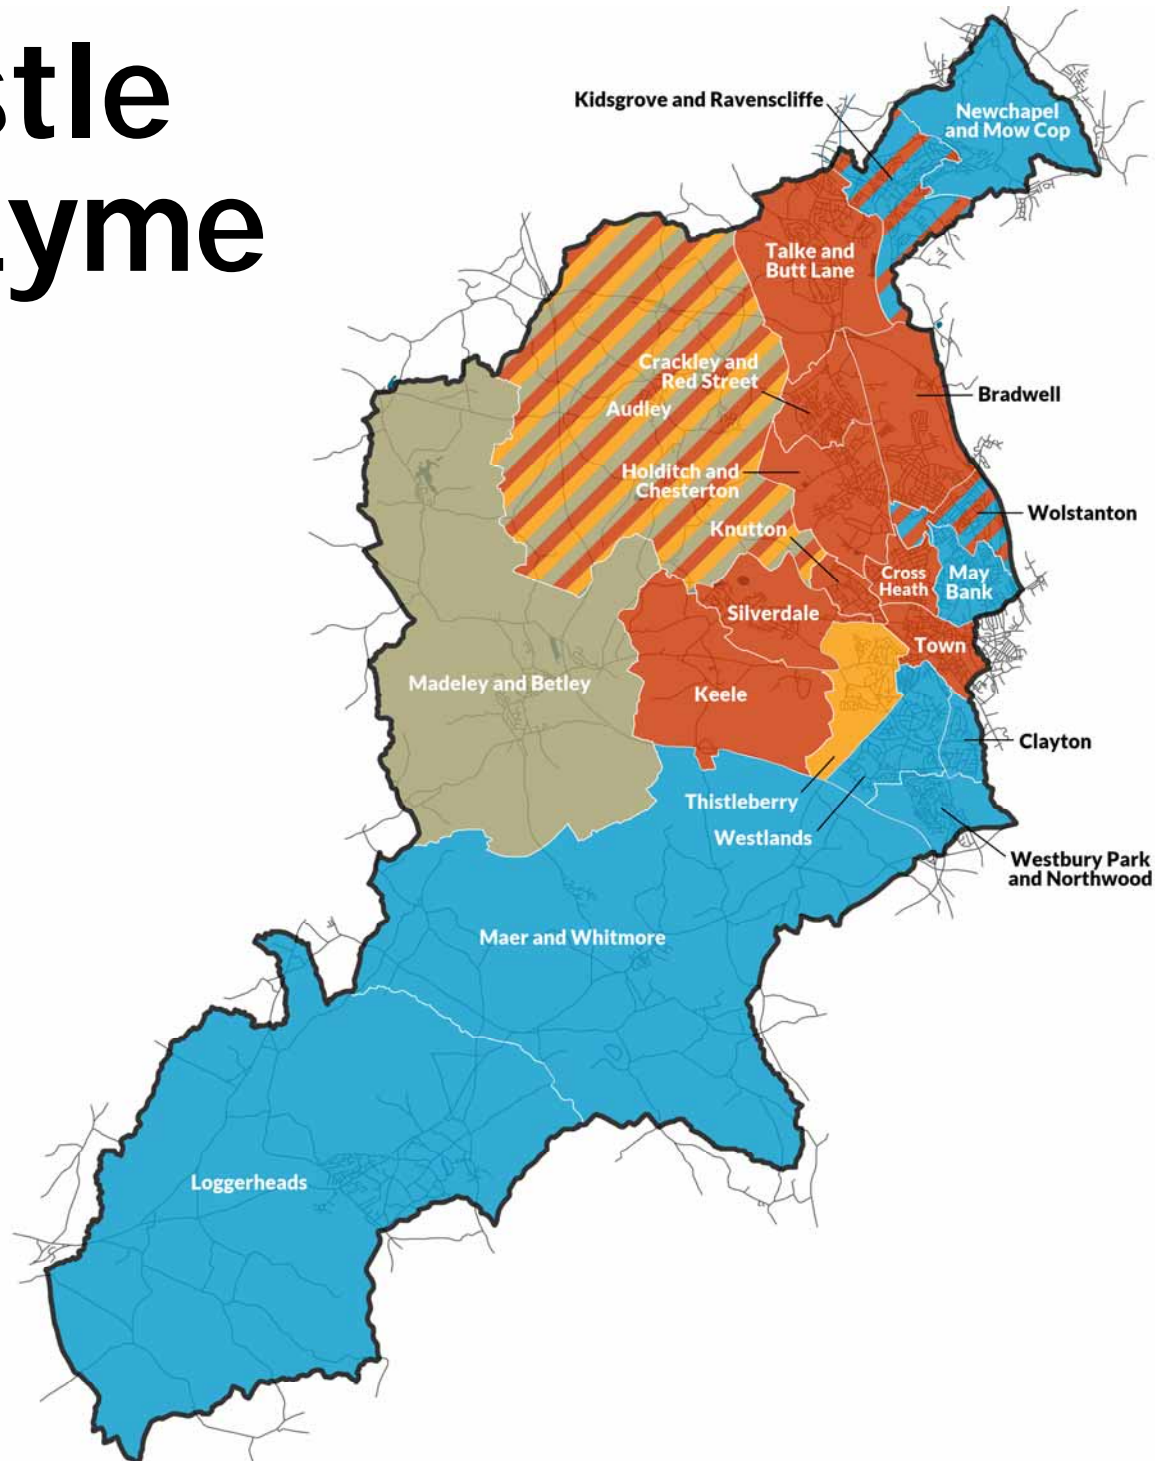 stle
Lyme
Kidsgrove and Ravenscliffe
Newchapel
and Mow Cop
Talke and
Butt Lane
Crackley and
Red Street
Bradwell
Audley
Holditch and
Chesterton
Wolstanton
Knutton
Cross
Heath
May
Bank
Silverdale
Town
Madeley and Betley
Keele
Clayton
Thistleberry
Westlands
Westbury Park
and Northwood
Maer and Whitmore
Loggerheads